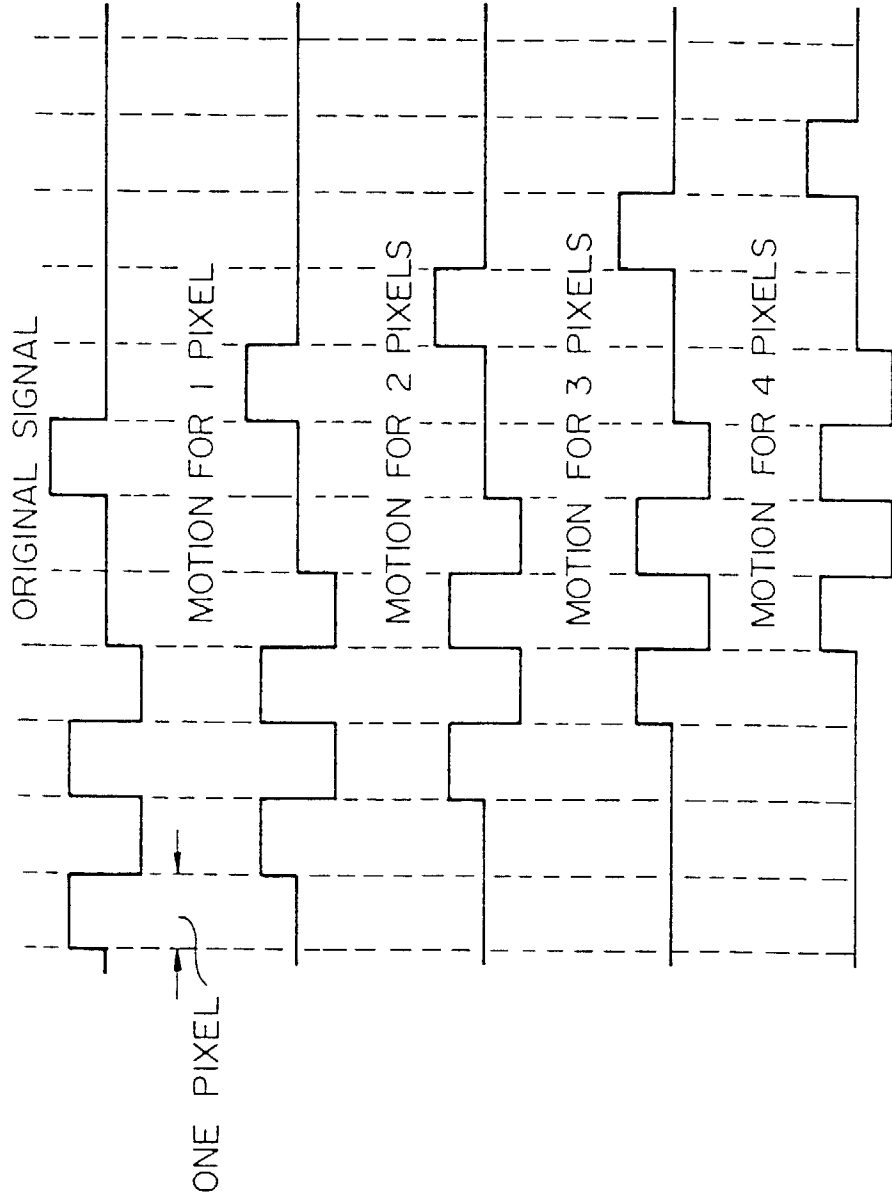 ORIGINAL SIGNAL
MOTION FOR 1 PIXEL
MOTION FOR 2 PIXELS
MOTION FOR 3 PIXELS
MOTION FOR 4 PIXELS
ONE PIXEL